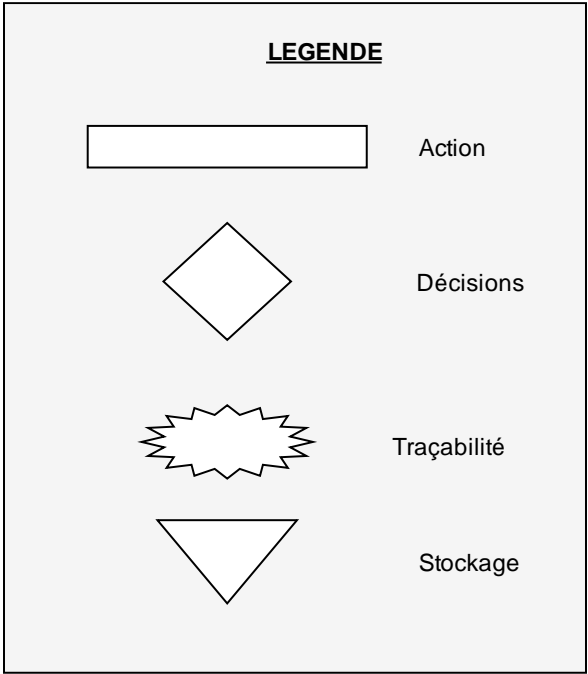 LEGENDE
Action
Décisions
Traçabilité
Stockage